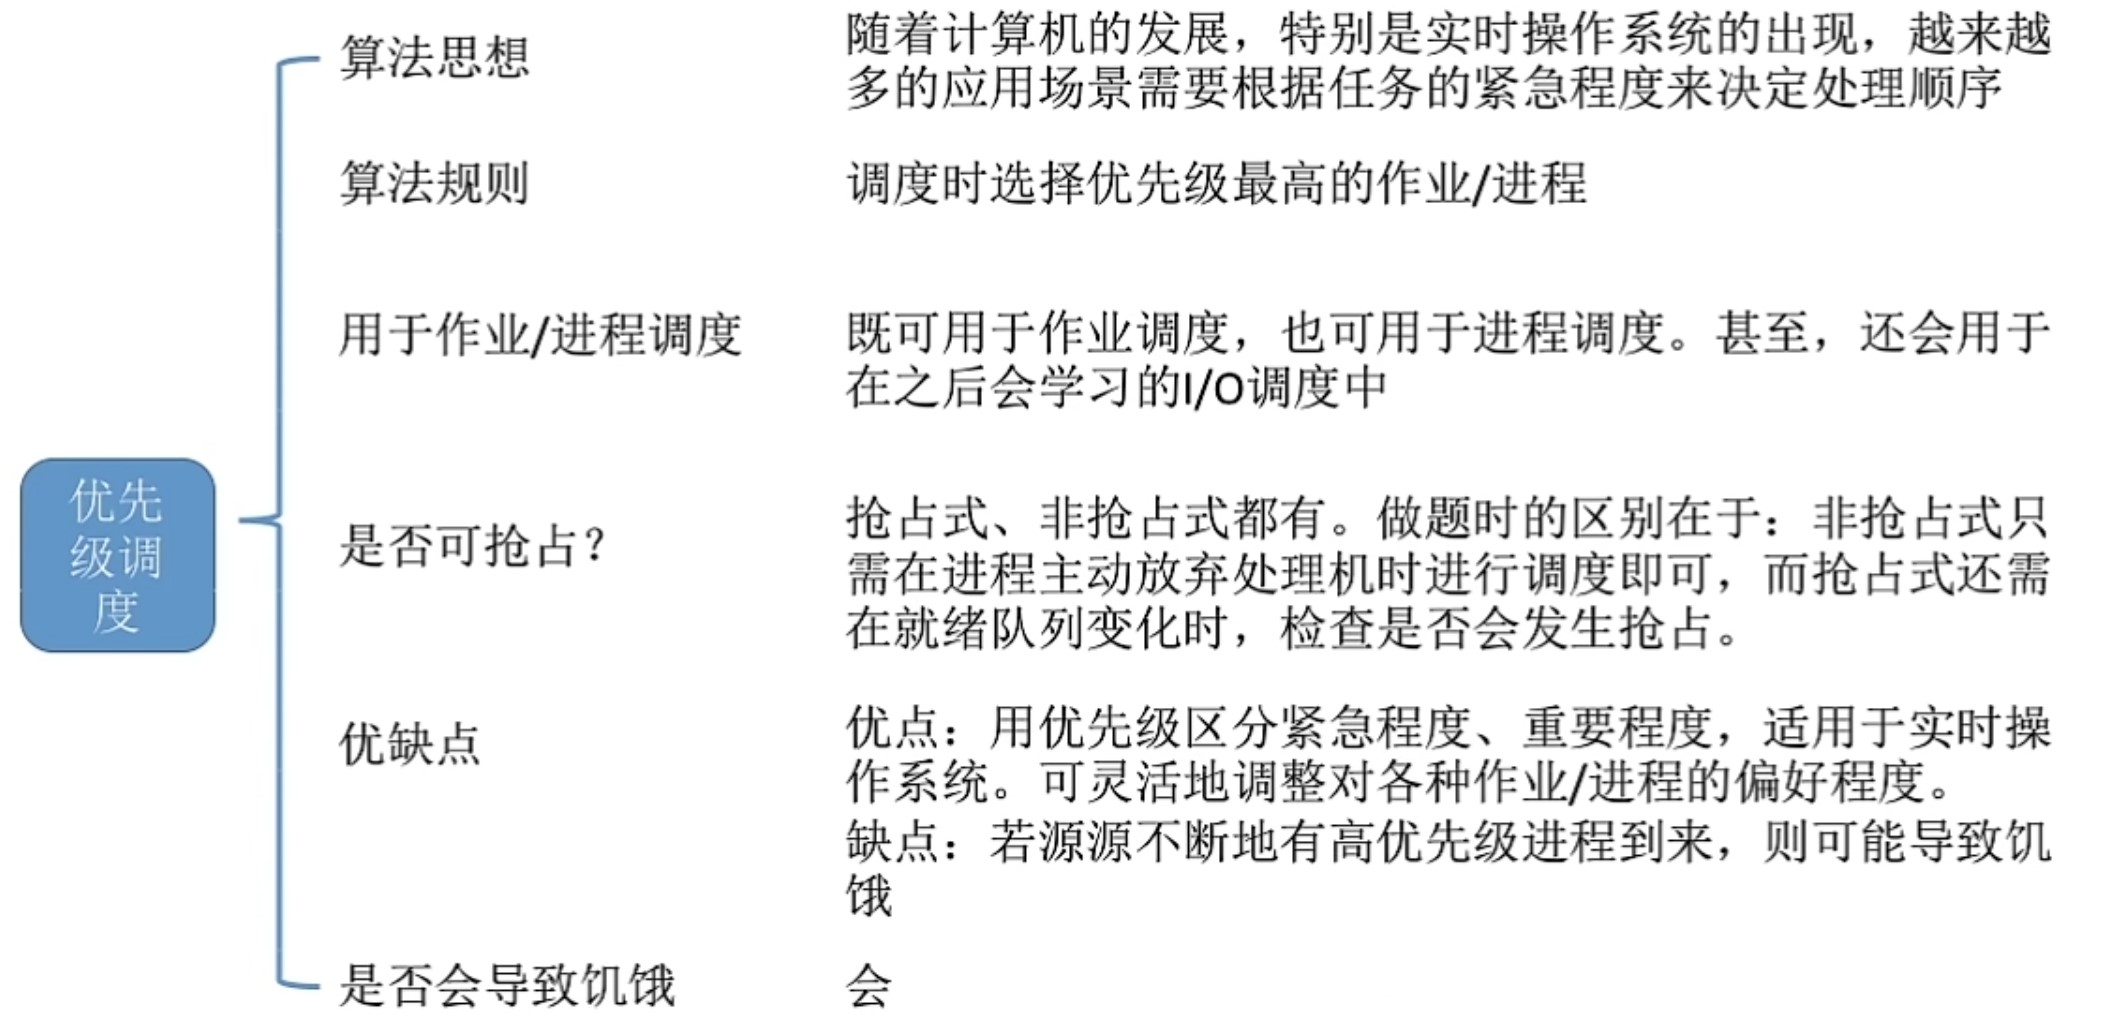 优先
级调
度
算法思想
随着计算机的发展，特别是实时操作系统的出现，越来越
多的应用场景需要根据任务的紧急程度来决定处理顺序
算法规则
调度时选择优先级最高的作业/进程
用于作业/进程调度
既可用于作业调度，也可用于进程调度。甚至，还会用于
在之后会学习的I/O调度中
是否可抢占？
抢占式、非抢占式都有。做题时的区别在于：非抢占式只
需在进程主动放弃处理机时进行调度即可，而抢占式还需
在就绪队列变化时，检查是否会发生抢占。
优缺点
优点：用优先级区分紧急程度、重要程度，适用于实时操
作系统。可灵活地调整对各种作业/进程的偏好程度。
缺点：若源源不断地有高优先级进程到来，则可能导致饥
饿
是否会导致饥饿
会